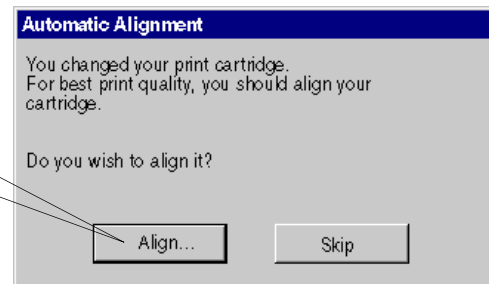 Automatic Alignment
You changed your print cartridge.
For best print quality, you should align your
cartridge.
Do you wish to align it?
Align... Skip